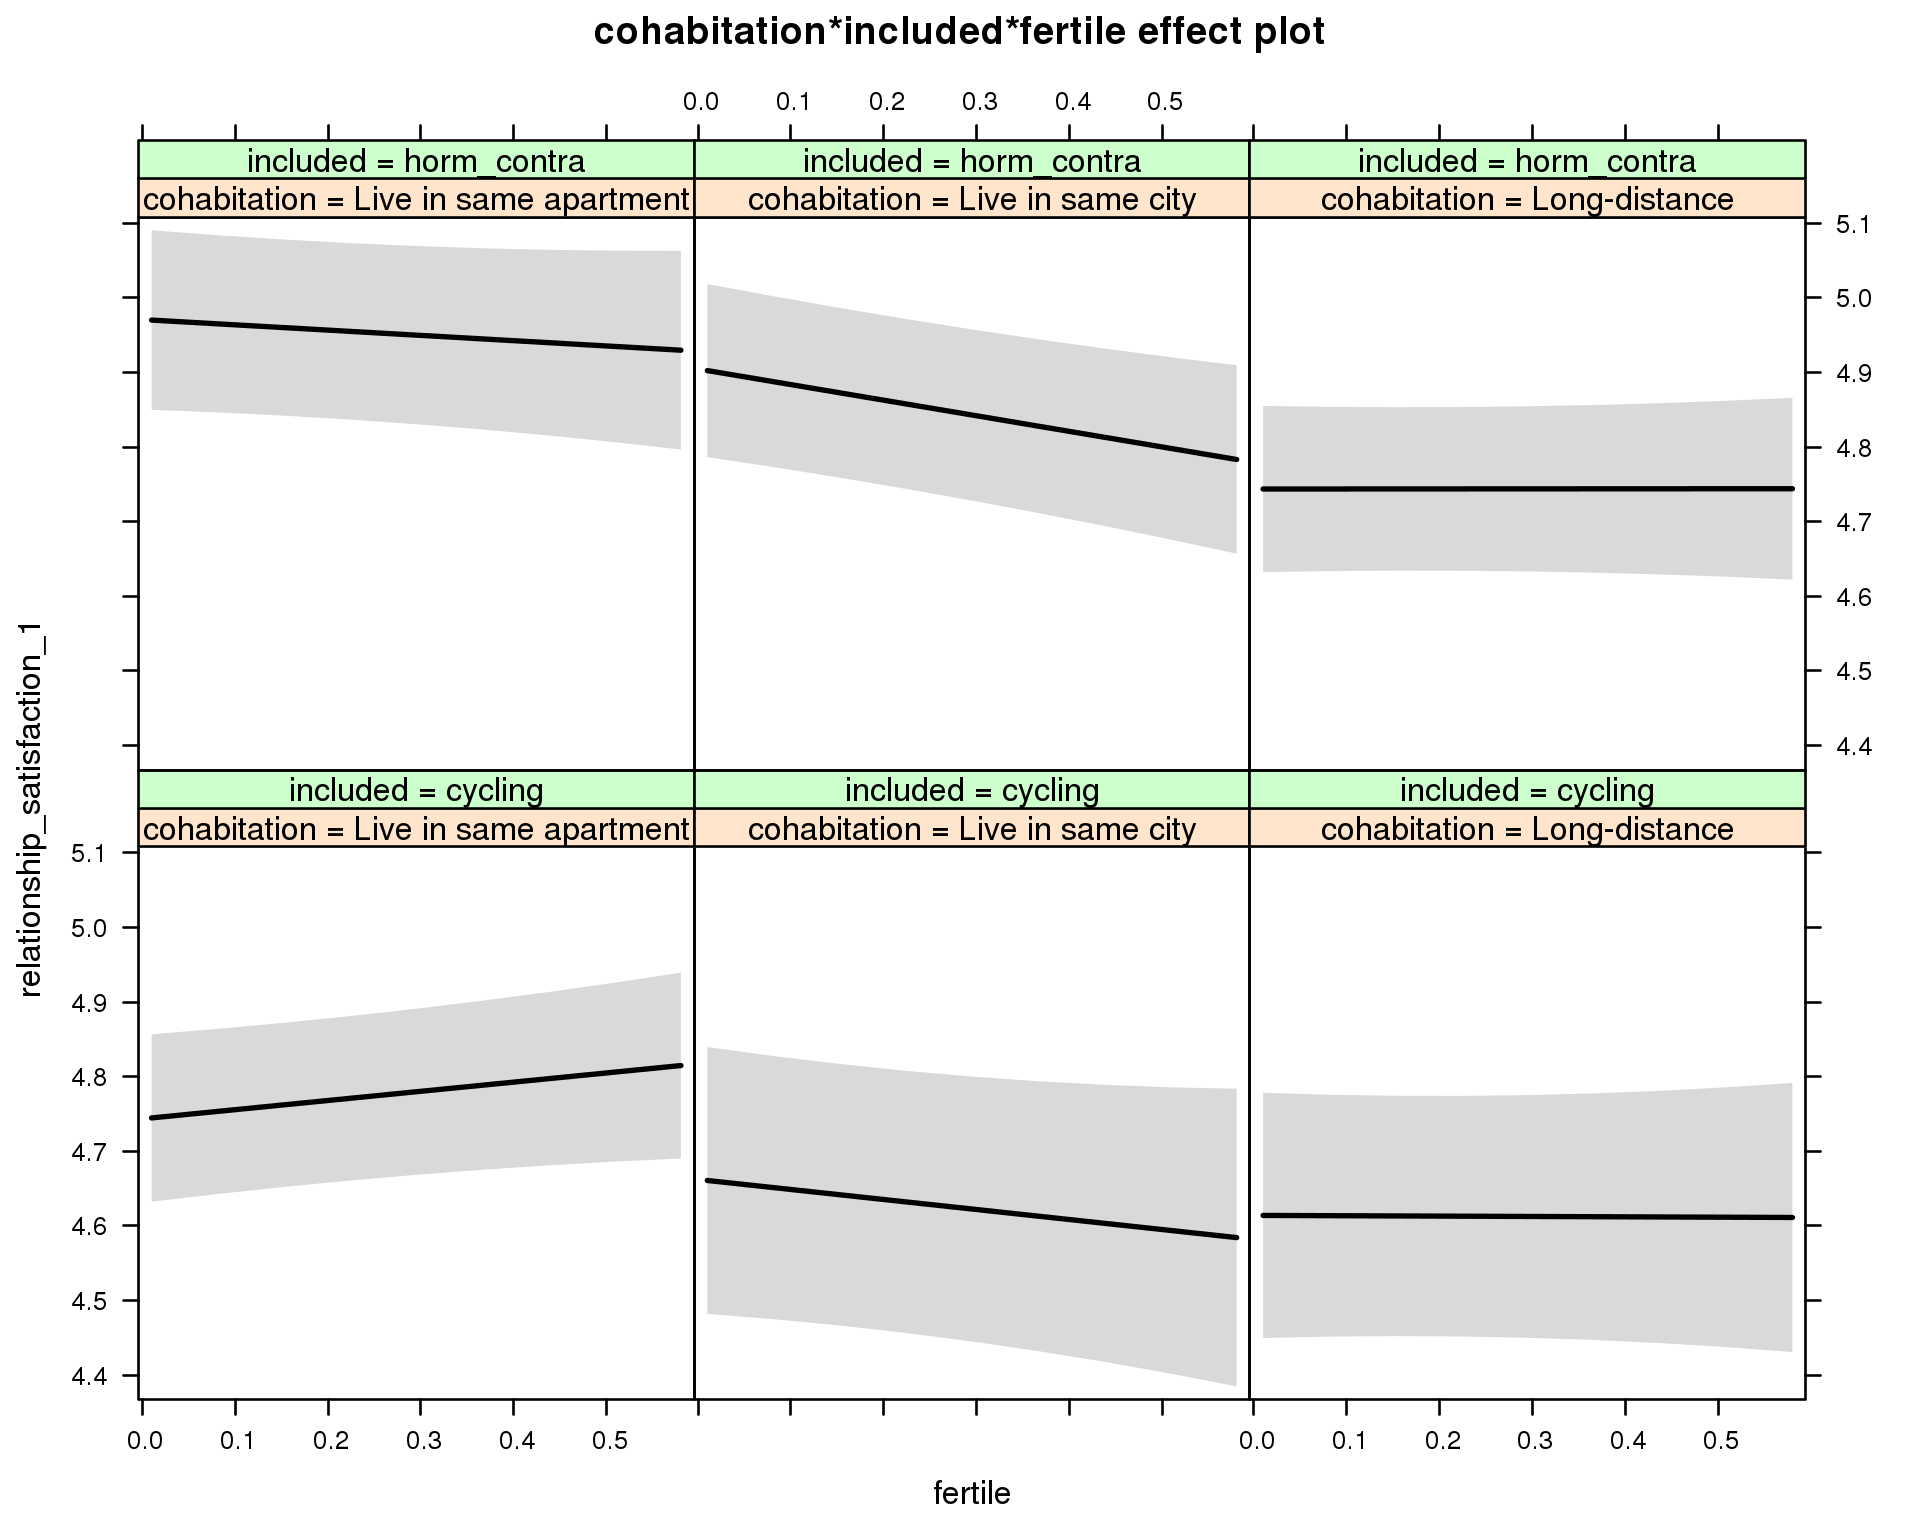 cohabitation*included*fertile effect plot
0.0 0.1 0.2 0.3 0.4 0.5
included = horm_contra included = horm_contra included = horm_contra
cohabitation = Live in same apartment cohabitation = Live in same city cohabitation = Long-distance
5.1
5.0
4.9
4.8
4.7
4.6
4.5
4.4
relationship_satisfaction_1
included = cycling included = cycling included = cycling
cohabitation = Live in same apartment cohabitation = Live in same city cohabitation = Long-distance
5.1
5.0
4.9
4.8
4.7
4.6
4.5
4.4
0.0 0.1 0.2 0.3 0.4 0.5 0.0 0.1 0.2 0.3 0.4 0.5
fertile